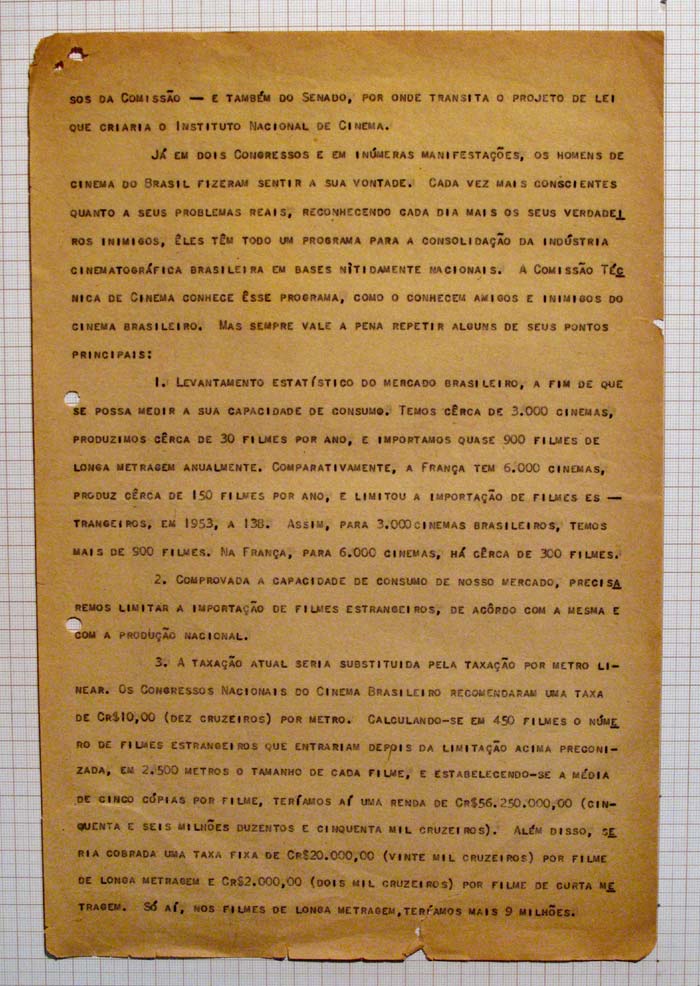 sos da Comissão — e também do Senado, por onde transita o projeto de lei
que criaria o Instituto Nacional de Cinema.
Já em dois Congressos e em inúmeras manifestações, os homens de
cinema do Brasil fizeram sentir a sua vontade. Cada vez mais conscientes
quanto a seus problemas reais, reconhecendo cada dia mais os seus verdadei
ros inimigos, êles têm todo um programa para a consolidação da indústria
cinematográfica brasileira em bases nìtidamente nacionais. A Comissão Téc
nica de Cinema conhece êsse programa, como o conhecem amigos e inimigos do
cinema brasileiro. Mas sempre vale a pena repetir alguns de seus pontos
principais:
1. Levantamento estatístico do mercado brasileiro, a fim de que
se possa medir a sua capacidade de consumo. Temos cêrca de 3.000 cinemas,
produzimos cêrca de 30 filmes por ano, e importamos quase 900 filmes de
longa metragem anualmente. Comparativamente, a França tem 6.000 cinemas,
produz cêrca de 150 filmes por ano, e limitou a importação de filmes es —
trangeiros, em 1953, a 138. Assim, para 3.000 cinemas brasileiros, temos
mais de 900 filmes. Na França, para 6.000 cinemas, há cêrca de 300 filmes.
2. Comprovada a capacidade de consumo de nosso mercado, precisa
remos limitar a importação de filmes estrangeiros, de acôrdo com a mesma e
com a produção nacional.
3. A taxação atual seria substituida pela taxação por metro li-
near. Os Congressos Nacionais do Cinema Brasileiro recomendaram uma taxa
de Cr$10,00 (dez cruzeiros) por metro. Calculando-se em 450 filmes o núme
ro de filmes estrangeiros que entrariam depois da limitação acima preconi-
zada, em 2.500 metros o tamanho de cada filme, e estabelecendo-se a média
de cinco cópias por filme, teríamos aí uma renda de Cr$56.250.000,00 (cin-
quenta e seis milhões duzentos e cinquenta mil cruzeiros). Além disso, se
ria cobrada uma taxa fixa de Cr$20.000,00 (vinte mil cruzeiros) por filme
de longa metragem e Cr$2.000,00 (dois mil cruzeiros) por filme de curta me
tragem. Só aí, nos filmes de longa metragem, teríamos mais 9 milhões.